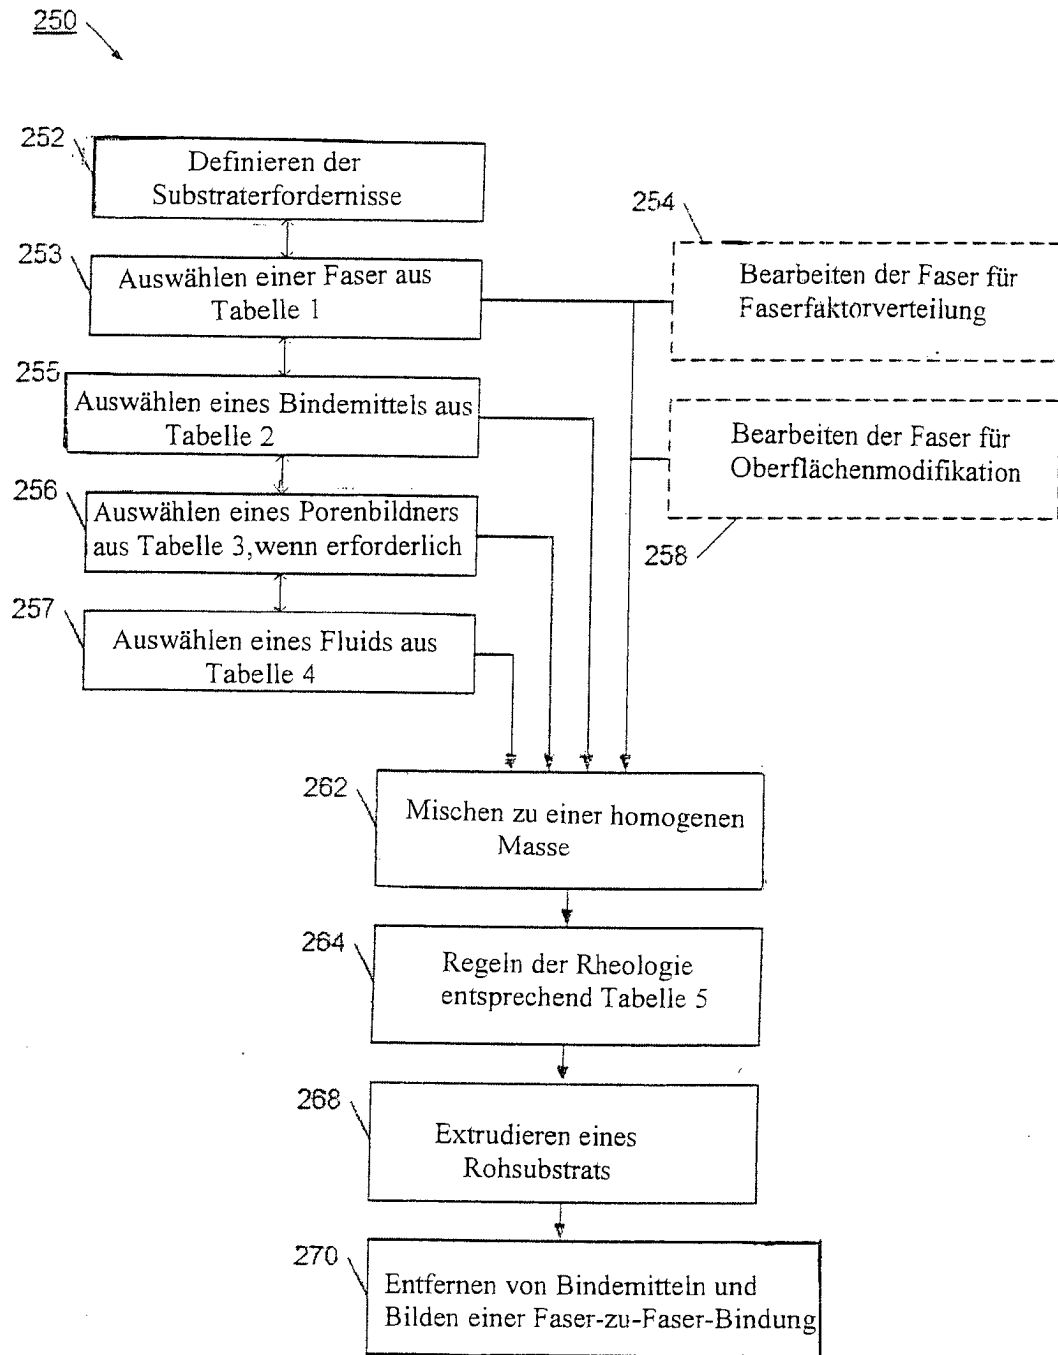 250
252
Definieren der
Substraterfordernisse
253
Auswählen einer Faser aus
Tabelle 1
254
Bearbeiten der Faser für
Faserfaktorverteilung
255
Auswählen eines Bindemittels aus
Tabelle 2
Bearbeiten der Faser für
Oberflächenmodifikation
258
256
Auswählen eines Porenbildners
aus Tabelle 3,wenn erforderlich
257
Auswählen eines Fluids aus
Tabelle 4
262
Mischen zu einer homogenen
Masse
264
Regeln der Rheologie
entsprechend Tabelle 5
268
Extrudieren eines
Rohsubstrats
270
Entfernen von Bindemitteln und
Bilden einer Faser-zu-Faser-Bindung